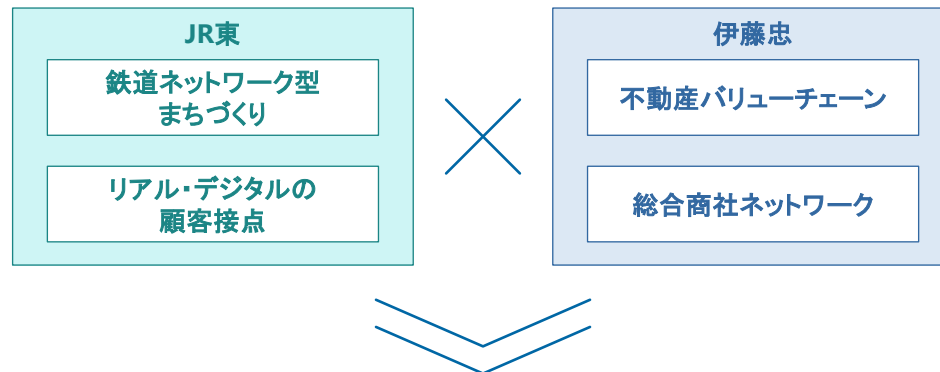 JR東
鉄道ネットワーク型
まちづくり
リアル・デジタルの
顧客接点
伊藤忠
不動産バリューチェーン
総合商社ネットワーク